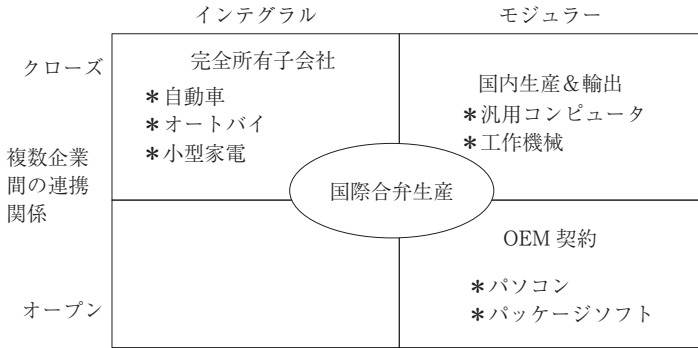 インテグラル
モジュラー
クローズ
完全所有子会社
＊自動車
＊オートバイ
＊小型家電
国内生産＆輸出
＊汎用コンピュータ
＊工作機械
複数企業
間の連携
関係
国際合弁生産
オープン
OEM 契約
＊パソコン
＊パッケージソフト